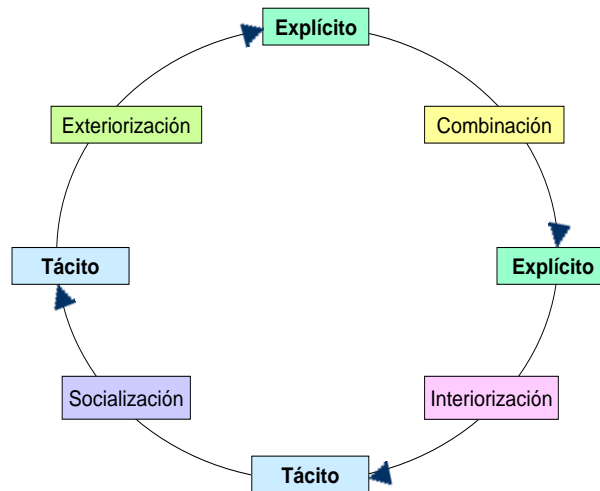 Explícito
Exteriorización
Combinación
Tácito
Explícito
Socialización
Interiorización
Tácito